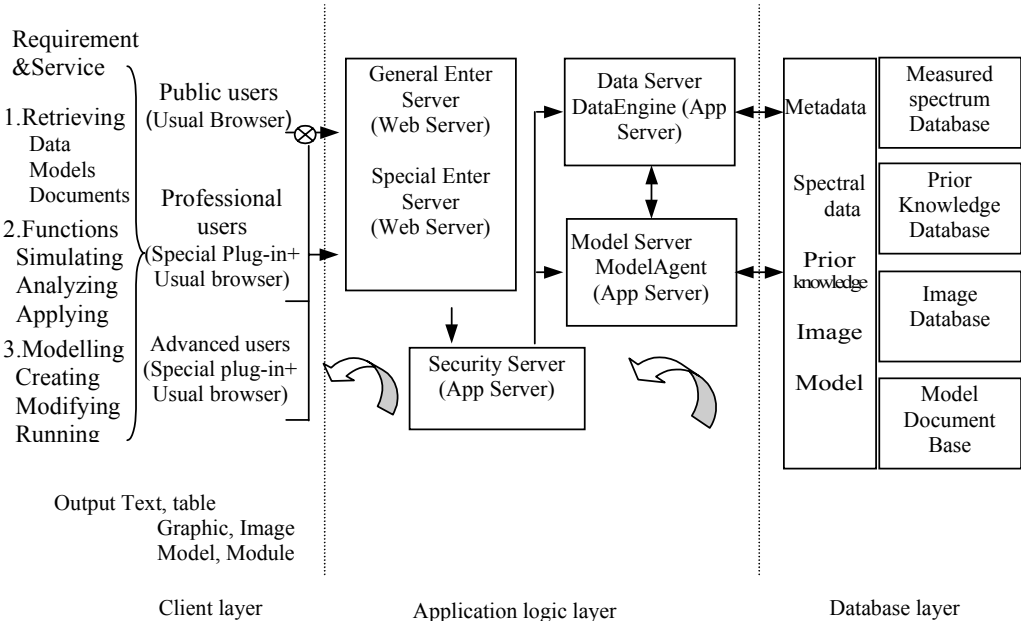 Requirement
&Service
1.Retrieving
Data
Models
Documents
2.Functions
Simulating
Analyzing
Applying
3.Modelling
Creating
Modifying
Running
Public users
(Usual Browser)
Professional
users
(Special Plug-in+
Usual browser)
Advanced users
(Special plug-in+
Usual browser)
Output Text, table
Graphic, Image
Model, Module
Client layer
General Enter
Server
(Web Server)
Special Enter
Server
(Web Server)
Security Server
(App Server)
Data Server
DataEngine (App
Server)
Model Server
ModelAgent
(App Server)
Application logic layer
Metadata
Spectral
data
Prior
knowledge
Image
Model
Measured
spectrum
Database
Prior
Knowledge
Database
Image
Database
Model
Document
Base
Database layer